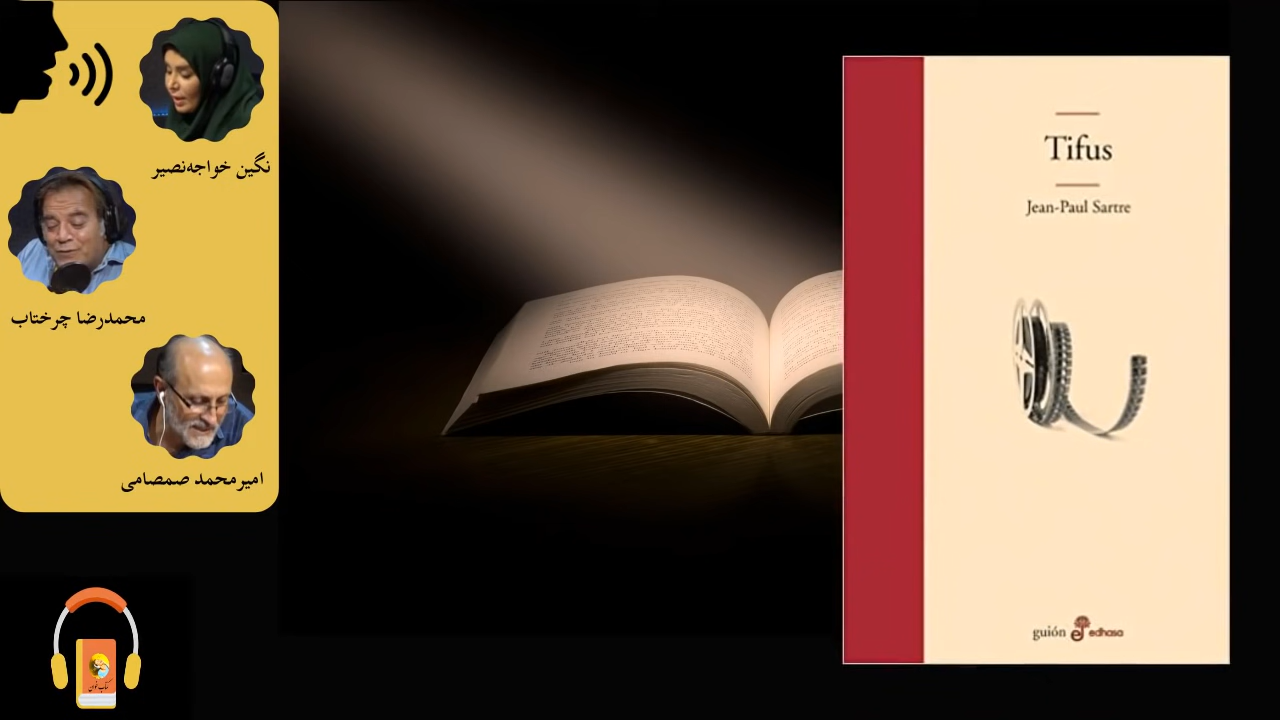 نگین خواجه‌نصیر
محمدرضا چرختاب
امیرمحمد صمصامی
Tifus
Jean-Paul Sartre
guión edhasa